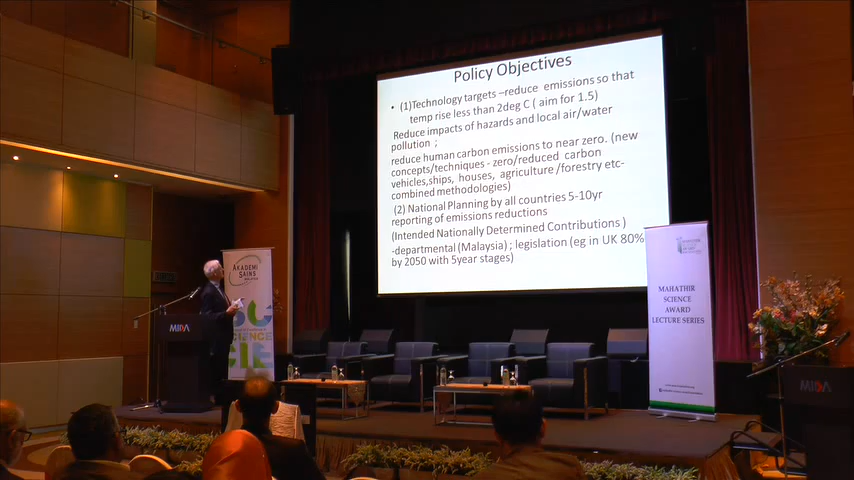 Policy Objectives
• (1)Technology targets –reduce emissions so that
temp rise less than 2deg C ( aim for 1.5)
Reduce impacts of hazards and local air/water
pollution ;
reduce human carbon emissions to near zero. (new
concepts/techniques - zero/reduced carbon
vehicles,ships, houses, agriculture /forestry etc-
combined methodologies)
(2) National Planning by all countries 5-10yr
reporting of emissions reductions
(Intended Nationally Determined Contributions )
-departmental (Malaysia) ; legislation (eg in UK 80%
by 2050 with 5year stages)
AKADEMI
SAINS
SCIENCE
MIDA
MAHATHIR
SCIENCE
AWARD
LECTURE SERIES
MIDA